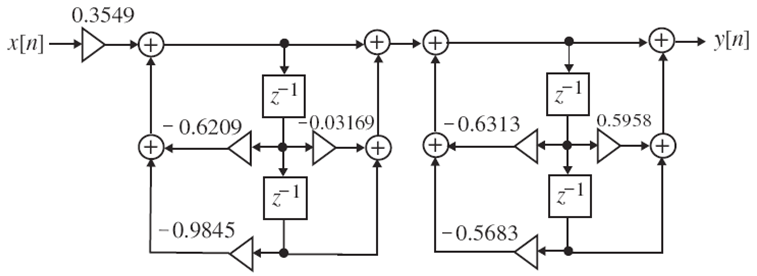 0.3549
x[n]
y[n]
z⁻¹
z⁻¹
-0.6209
-0.03169
-0.6313
0.5958
z⁻¹
z⁻¹
-0.9845
-0.5683